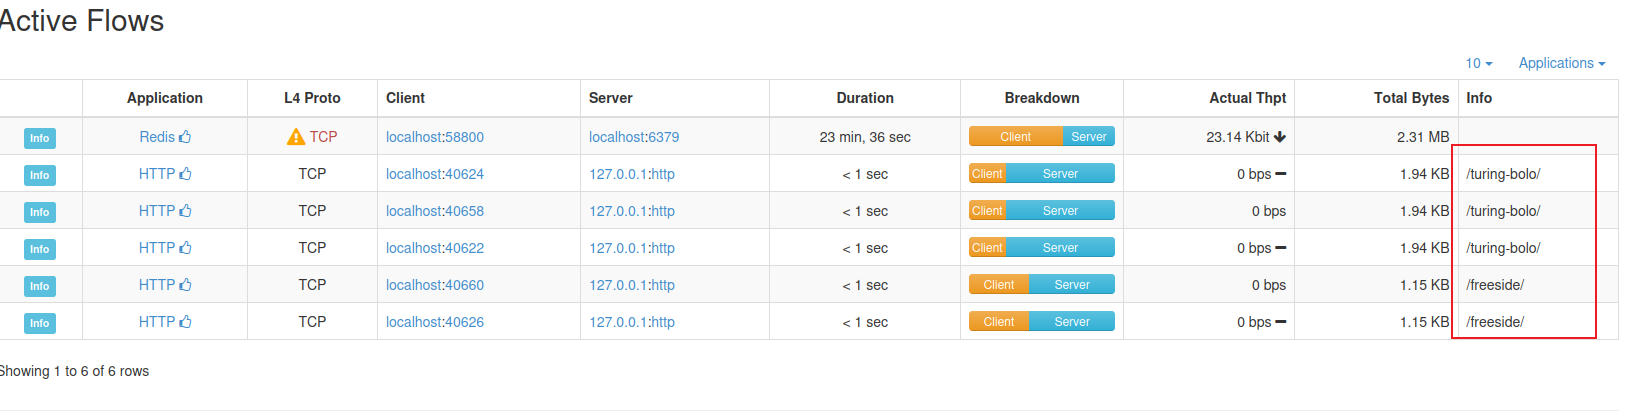 Active Flows
10 Applications
Application L4 Proto Client Server Duration Breakdown Actual Thpt Total Bytes Info
Info Redis TCP localhost:58800 localhost:6379 23 min, 36 sec Client Server 23.14 Kbit 2.31 MB
Info HTTP TCP localhost:40624 127.0.0.1:http < 1 sec Client Server 0 bps 1.94 KB /turing-bolo/
Info HTTP TCP localhost:40658 127.0.0.1:http < 1 sec Client Server 0 bps 1.94 KB /turing-bolo/
Info HTTP TCP localhost:40622 127.0.0.1:http < 1 sec Client Server 0 bps 1.94 KB /turing-bolo/
Info HTTP TCP localhost:40660 127.0.0.1:http < 1 sec Client Server 0 bps 1.15 KB /freeside/
Info HTTP TCP localhost:40626 127.0.0.1:http < 1 sec Client Server 0 bps 1.15 KB /freeside/
Showing 1 to 6 of 6 rows